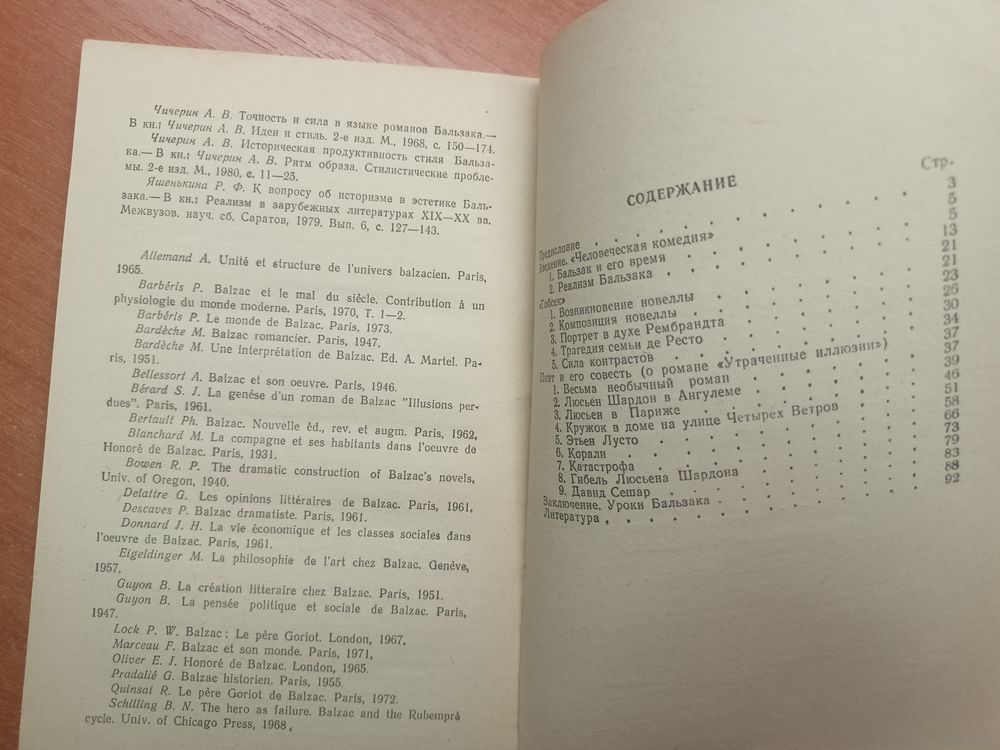 Чичерин А. В. Точность и сила в языке романов Бальзака.—
В кн.: Чичерин А. В. Идеи и стиль. 2-е изд. М., 1968, с. 150—174.
Чичерин А. В. Историческая продуктивность стиля Бальза-
ка.— В кн.: Чичерин А. В. Ритм образа. Стилистические пробле-
мы. 2-е изд. М., 1980, с. 11—25.
Яшенькина Р. Ф. К вопросу об историзме в эстетике Баль-
зака.— В кн.: Реализм в зарубежных литературах XIX—XX вв.
Межвузов. науч. сб. Саратов, 1979. Вып. 6, с. 127—143.
Allemand A. Unité et structure de l'univers balzacien. Paris,
1965.
Barbéris P. Balzac et le mal du siècle. Contribution à un
physiologie du monde moderne. Paris, 1970, T. 1—2.
Barbéris P. Le monde de Balzac. Paris, 1973.
Bardèche M. Balzac romancier. Paris, 1947.
Bardèche M. Une interprétation de Balzac. Ed. A. Martel. Pa-
ris, 1951.
Bellessort A. Balzac et son oeuvre. Paris, 1946.
Bérard S. J. La genèse d'un roman de Balzac "Illusions per-
dues". Paris, 1961.
Bertault Ph. Balzac. Nouvelle éd., rev. et augm. Paris, 1962,
Blanchard M. La compagne et ses habitants dans l'oeuvre de
Honoré de Balzac. Paris, 1931.
Bowen R. P. The dramatic construction of Balzac's novels,
Univ. of Oregon, 1940.
Delattre G. Les opinions littéraires de Balzac. Paris, 1961,
Descaves P. Balzac dramatiste. Paris, 1961.
Donnard J. H. La vie économique et les classes sociales dans
l'oeuvre de Balzac. Paris, 1961.
Eigeldinger M. La philosophie de l'art chez Balzac. Genève,
1957.
Guyon B. La création litteraire chez Balzac. Paris, 1951.
Guyon B. La pensée politique et sociale de Balzac. Paris,
1947.
Lock P. W. Balzac: Le père Goriot. London, 1967.
Marceau F. Balzac et son monde. Paris, 1971,
Oliver E. J. Honoré de Balzac. London, 1965.
Pradalié G. Balzac historien. Paris, 1955.
Quinsat R. Le père Goriot de Balzac. Paris, 1972.
Schilling B. N. The hero as failure. Balzac and the Rubempré
cycle. Univ. of Chicago Press, 1968,
СОДЕРЖАНИЕ
Стр.
Предисловие . . . . . . . . 3
Введение. «Человеческая комедия» 5
1. Бальзак и его время . . . . . 5
2. Реализм Бальзака . . . . . 13
«Гобсек» . . . . . . . . 21
1. Возникновение новеллы . . . . 21
2. Композиция новеллы . . . . 23
3. Портрет в духе Рембрандта . . . 26
4. Трагедия семьи де Ресто . . . . 30
5. Сила контрастов . . . . . 34
Поэт и его совесть (о романе «Утраченные иллюзии») 37
1. Весьма необычный роман . . . . 37
2. Люсьен Шардон в Ангулеме . . . 39
3. Люсьен в Париже . . . . . 46
4. Кружок в доме на улице Четырех Ветров 51
5. Этьен Лусто . . . . . . 58
6. Корали . . . . . . . 66
7. Катастрофа . . . . . . 73
8. Гибель Люсьена Шардона . . . . 79
9. Давид Сешар . . . . . . 83
Заключение. Уроки Бальзака . . . . 88
Литература . . . . . . . . 92